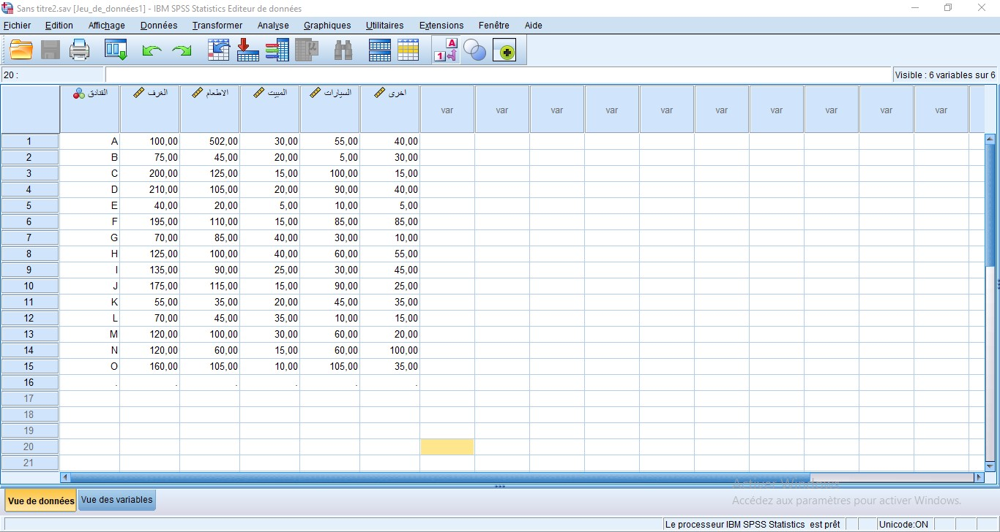 Sans titre2.sav [Jeu_de_données1] - IBM SPSS Statistics Editeur de données
Fichier Edition Affichage Données Transformer Analyse Graphiques Utilitaires Extensions Fenêtre Aide
20 : Visible : 6 variables sur 6
الفنادق الغرف الاطعام المبيت السيارات اخرى var var var var var var var var var var
1 A 100,00 502,00 30,00 55,00 40,00
2 B 75,00 45,00 20,00 5,00 30,00
3 C 200,00 125,00 15,00 100,00 15,00
4 D 210,00 105,00 20,00 90,00 40,00
5 E 40,00 20,00 5,00 10,00 5,00
6 F 195,00 110,00 15,00 85,00 85,00
7 G 70,00 85,00 40,00 30,00 10,00
8 H 125,00 100,00 40,00 60,00 55,00
9 I 135,00 90,00 25,00 30,00 45,00
10 J 175,00 115,00 15,00 90,00 25,00
11 K 55,00 35,00 20,00 45,00 35,00
12 L 70,00 45,00 35,00 10,00 15,00
13 M 120,00 100,00 30,00 60,00 20,00
14 N 120,00 60,00 15,00 60,00 100,00
15 O 160,00 105,00 10,00 105,00 35,00
16 . . . . . .
17
18
19
20
21
Activer Windows
Vue de données Vue des variables
Accédez aux paramètres pour activer Windows.
Le processeur IBM SPSS Statistics est prêt Unicode:ON